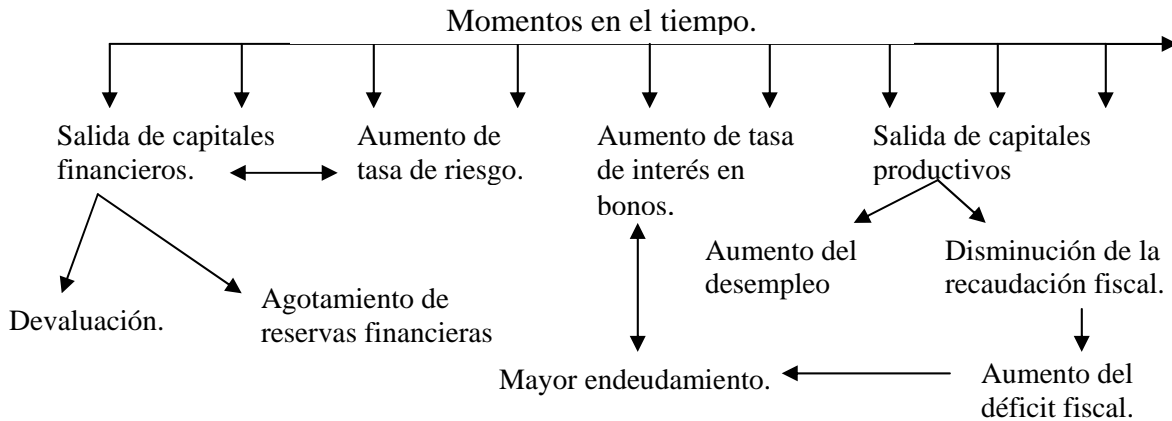 Momentos en el tiempo.
Salida de capitales
financieros.
Aumento de
tasa de riesgo.
Aumento de tasa
de interés en
bonos.
Salida de capitales
productivos
Devaluación.
Agotamiento de
reservas financieras
Aumento del
desempleo
Disminución de la
recaudación fiscal.
Mayor endeudamiento.
Aumento del
déficit fiscal.